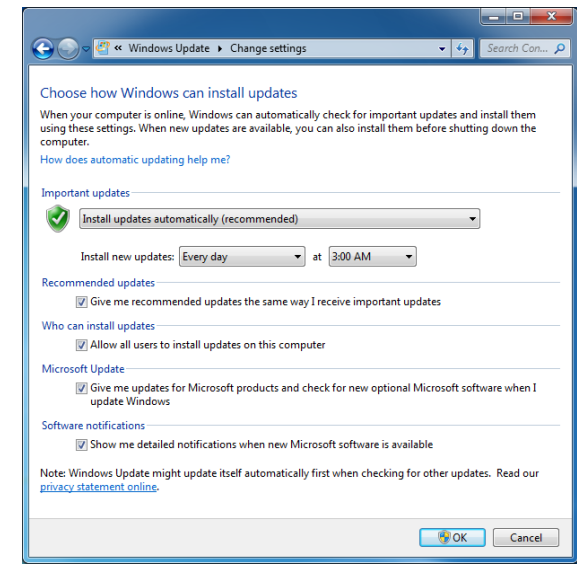 « Windows Update ▸ Change settings
Search Con...
Choose how Windows can install updates
When your computer is online, Windows can automatically check for important updates and install them
using these settings. When new updates are available, you can also install them before shutting down the
computer.
How does automatic updating help me?
Important updates
Install updates automatically (recommended)
Install new updates: Every day at 3:00 AM
Recommended updates
Give me recommended updates the same way I receive important updates
Who can install updates
Allow all users to install updates on this computer
Microsoft Update
Give me updates for Microsoft products and check for new optional Microsoft software when I
update Windows
Software notifications
Show me detailed notifications when new Microsoft software is available
Note: Windows Update might update itself automatically first when checking for other updates. Read our
privacy statement online.
OK Cancel